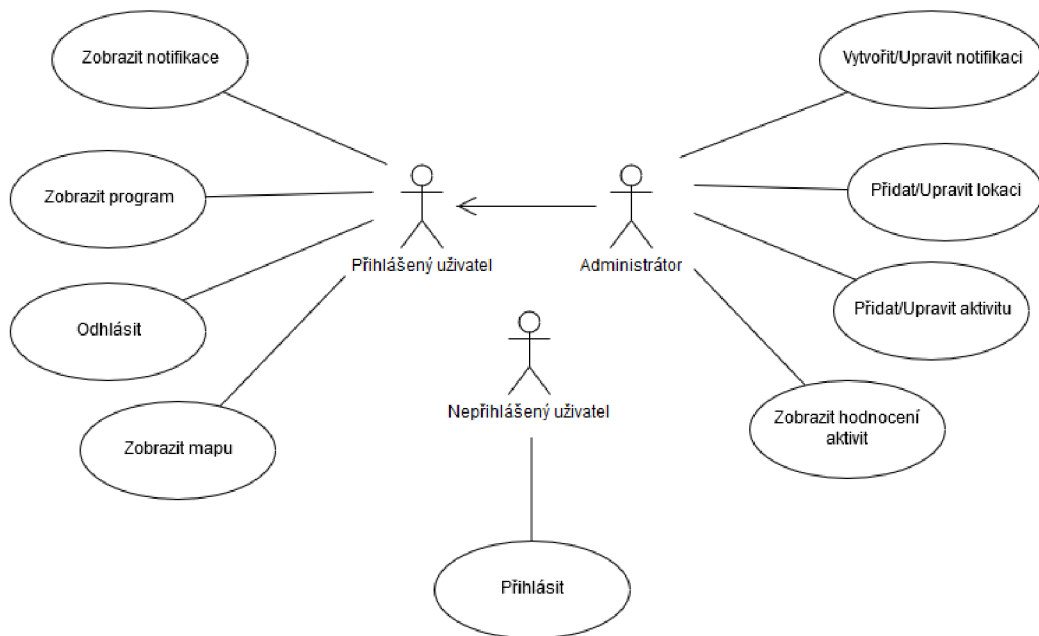 Zobrazit notifikace
Vytvořit/Upravit notifikaci
Zobrazit program
Přidat/Upravit lokaci
Přihlášený uživatel
Administrátor
Odhlásit
Přidat/Upravit aktivitu
Nepřihlášený uživatel
Zobrazit hodnocení
aktivit
Zobrazit mapu
Přihlásit